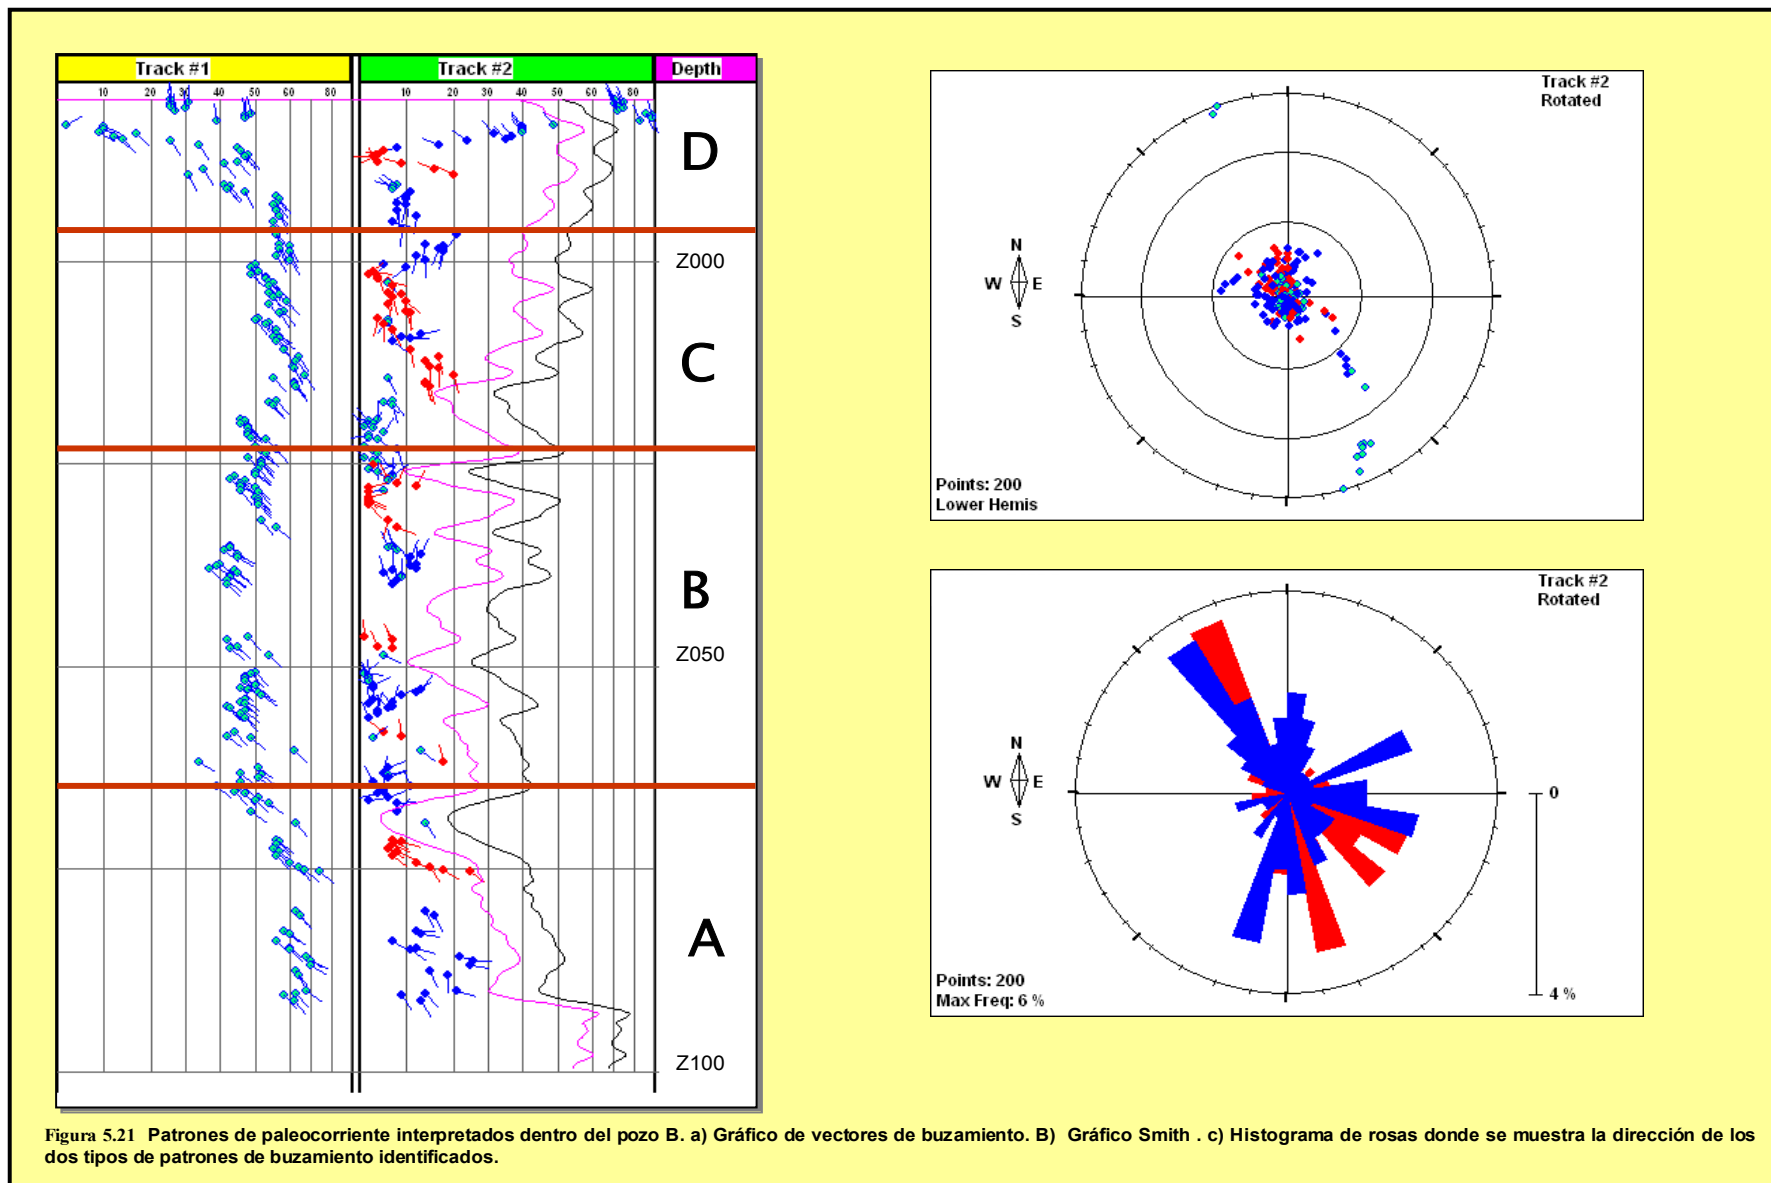 Track #1
Track #2
Depth
10 20 30 40 50 60 80
10 20 30 40 50 60 80
D
Z000
C
B
Z050
A
Z100
Track #2
Rotated
N
W E
S
Points: 200
Lower Hemis
Track #2
Rotated
N
W E
S
0
4 %
Points: 200
Max Freq: 6 %
Figura 5.21 Patrones de paleocorriente interpretados dentro del pozo B. a) Gráfico de vectores de buzamiento. B) Gráfico Smith . c) Histograma de rosas donde se muestra la dirección de los
dos tipos de patrones de buzamiento identificados.